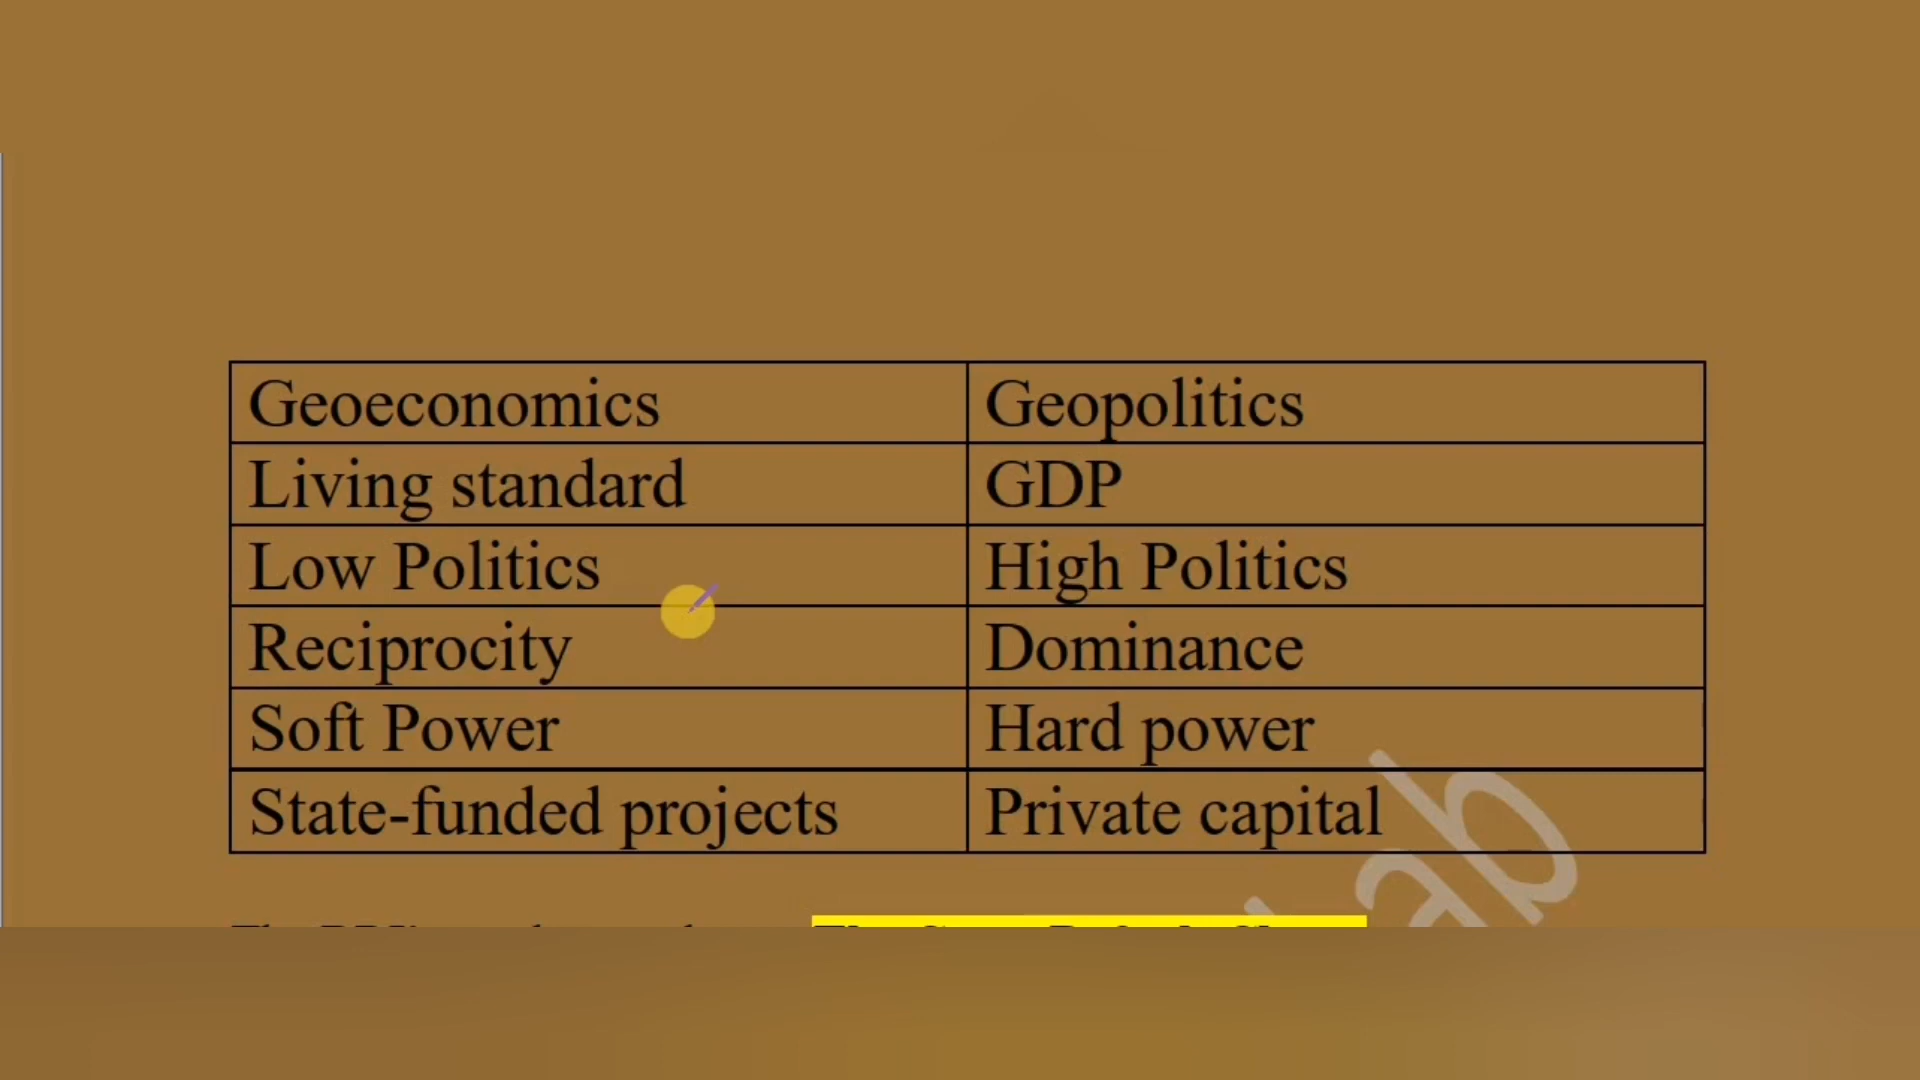 Geoeconomics Geopolitics
Living standard GDP
Low Politics High Politics
Reciprocity Dominance
Soft Power Hard power
State-funded projects Private capital
ab